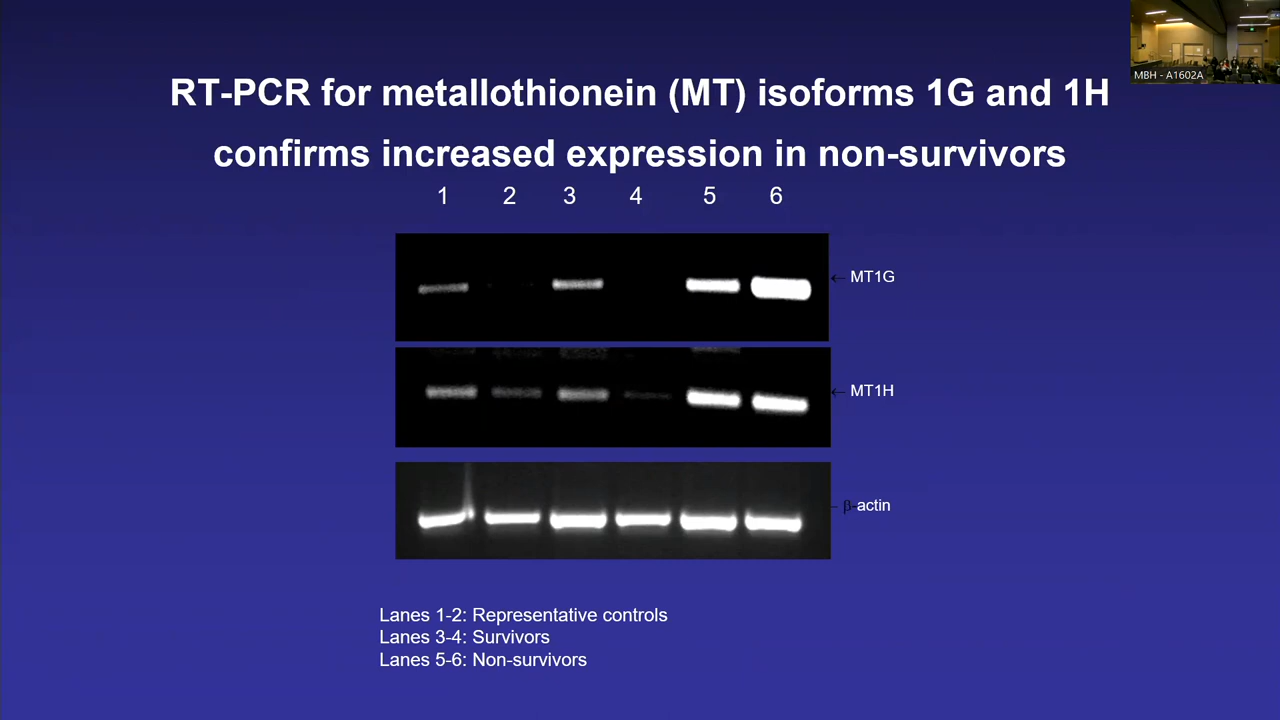 MBH - A1602A
RT-PCR for metallothionein (MT) isoforms 1G and 1H
confirms increased expression in non-survivors
1 2 3 4 5 6
← MT1G
← MT1H
β-actin
Lanes 1-2: Representative controls
Lanes 3-4: Survivors
Lanes 5-6: Non-survivors